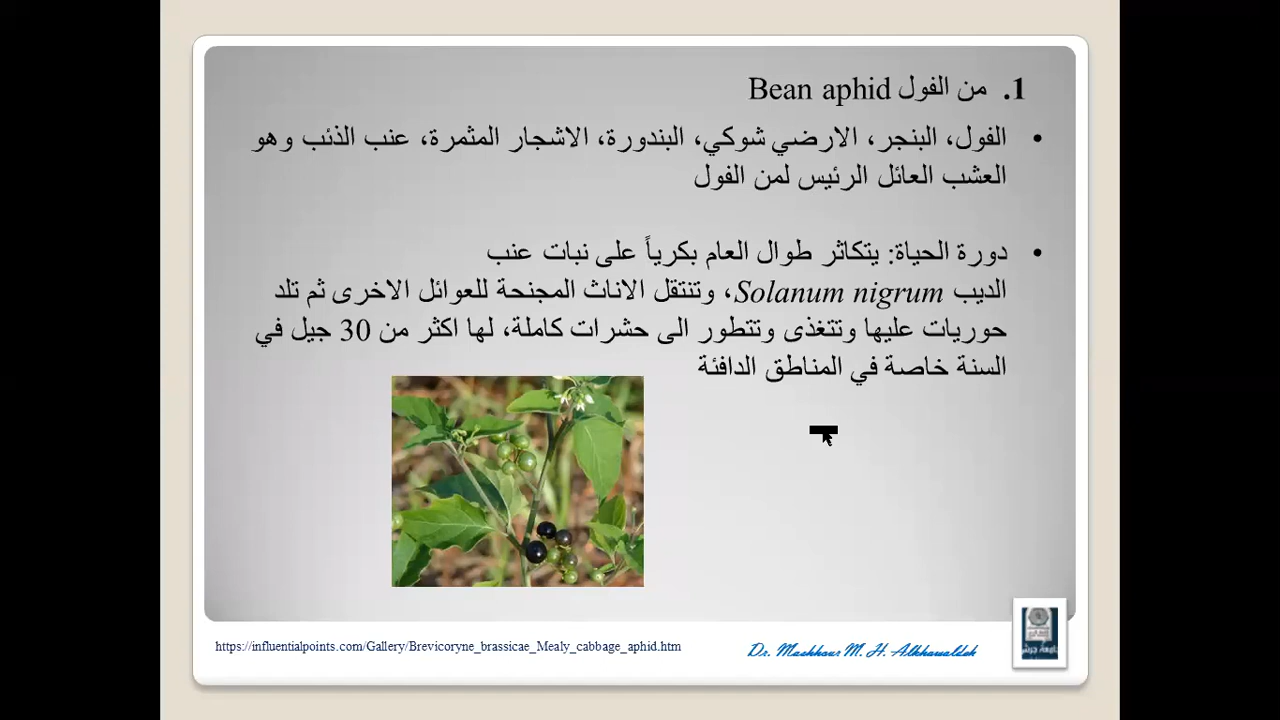 1. من الفول Bean aphid
• الفول، البنجر، الارضي شوكي، البندورة، الاشجار المثمرة، عنب الذئب وهو
العشب العائل الرئيس لمن الفول
• دورة الحياة: يتكاثر طوال العام بكرياً على نبات عنب
الديب Solanum nigrum، وتنتقل الاناث المجنحة للعوائل الاخرى ثم تلد
حوريات عليها وتتغذى وتتطور الى حشرات كاملة، لها اكثر من 30 جيل في
السنة خاصة في المناطق الدافئة
https://influentialpoints.com/Gallery/Brevicoryne_brassicae_Mealy_cabbage_aphid.htm
Dr. Mashhour M. H. Alkhawaldeh